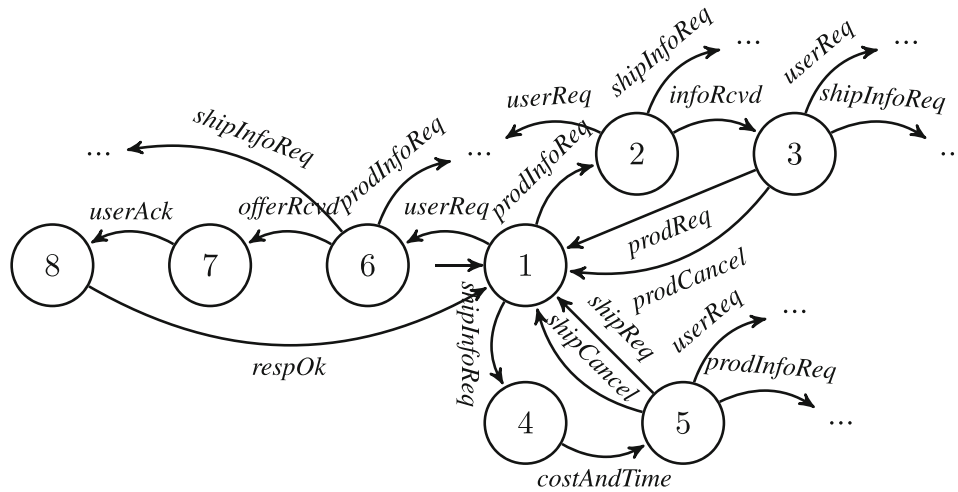 shipInfoReq
...
userReq
...
userReq
infoRcvd
shipInfoReq
shipInfoReq
prodInfoReq
prodInfoReq
2
3
...
...
..
userAck
offerRcvd
userReq
8
7
6
1
prodReq
prodCancel
shipInfoReq
shipCancel
shipReq
userReq
...
respOk
prodInfoReq
4
5
...
costAndTime